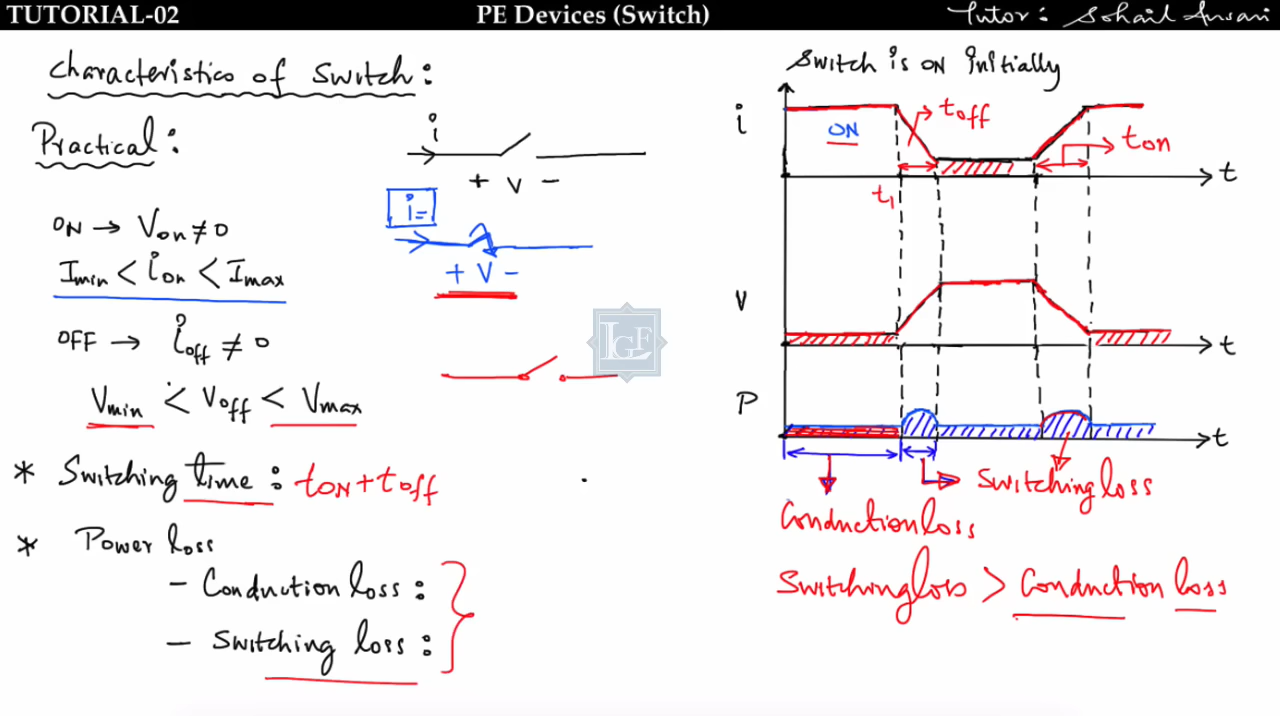 TUTORIAL-02
PE Devices (Switch)
Tutor: Sohail Ansari
Characteristics of Switch:
Practical:
i
+ V -
ON → Von ≠ 0
Imin < ion < Imax
i=
+ V -
OFF → ioff ≠ 0
Vmin < Voff < Vmax
* Switching time: tON + toff
* Power loss
- Conduction loss:
- Switching loss:
LGF
Switch is ON initially
i
ON
toff
ton
t1
t
V
t
P
t
Switching loss
Conduction loss
Switching loss > Conduction loss